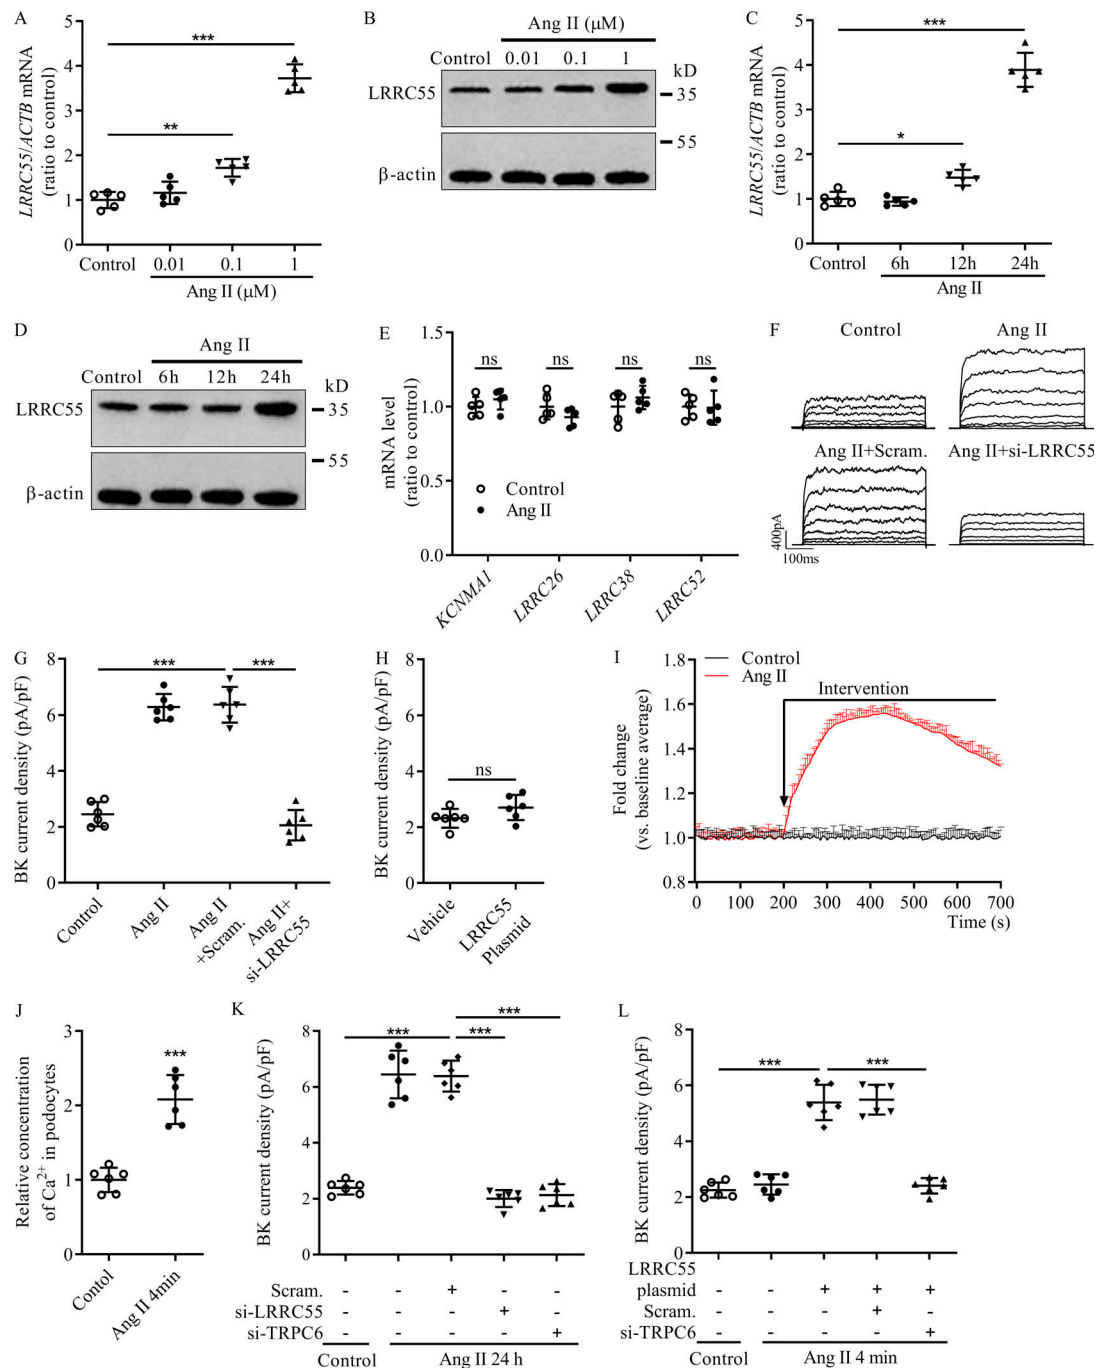 A
LRRC55/ACTB mRNA
(ratio to control)
5
4
3
2
1
0
***
**
Control
0.01
0.1
1
Ang II (μM)
B
Ang II (μM)
Control
0.01
0.1
1
kD
LRRC55
35
55
β-actin
C
LRRC55/ACTB mRNA
(ratio to control)
5
4
3
2
1
0
***
*
Control
6h
12h
24h
Ang II
D
Ang II
Control
6h
12h
24h
kD
LRRC55
35
55
β-actin
E
mRNA level
(ratio to control)
1.5
1.0
0.5
0.0
ns
ns
ns
ns
Control
Ang II
KCNMA1
LRRC26
LRRC38
LRRC52
F
Control
Ang II
Ang II+Scram.
Ang II+si-LRRC55
400pA
100ms
G
BK current density (pA/pF)
8
6
4
2
0
***
***
Control
Ang II
Ang II
+Scram.
Ang II+
si-LRRC55
H
BK current density (pA/pF)
8
6
4
2
0
ns
Vehicle
LRRC55
Plasmid
I
Fold change
(vs. baseline average)
1.8
1.6
1.4
1.2
1.0
0.8
Control
Ang II
Intervention
0
100
200
300
400
500
600
700
Time (s)
J
Relative concentration
of Ca2+ in podocytes
3
2
1
0
***
Contol
Ang II 4min
K
BK current density (pA/pF)
8
6
4
2
0
***
***
***
Scram. - - + - -
si-LRRC55 - - - + -
si-TRPC6 - - - - +
Control
Ang II 24 h
L
BK current density (pA/pF)
8
6
4
2
0
***
***
LRRC55
plasmid - - + + +
Scram. - - - + -
si-TRPC6 - - - - +
Control
Ang II 4 min